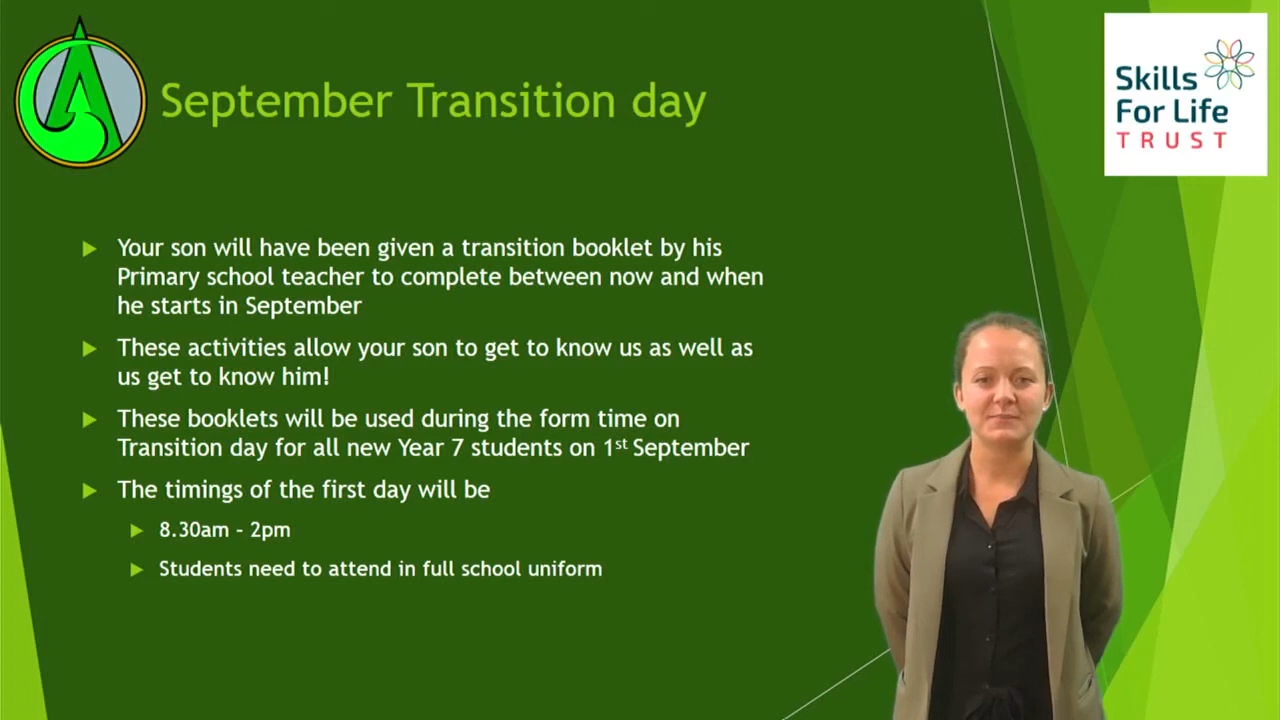 September Transition day
Skills
For Life
TRUST
Your son will have been given a transition booklet by his
Primary school teacher to complete between now and when
he starts in September
These activities allow your son to get to know us as well as
us get to know him!
These booklets will be used during the form time on
Transition day for all new Year 7 students on 1st September
The timings of the first day will be
8.30am – 2pm
Students need to attend in full school uniform